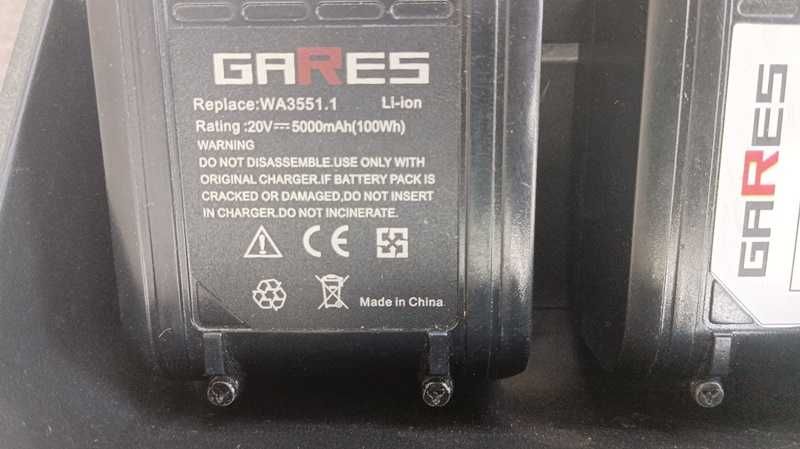 GARES
Replace:WA3551.1 Li-ion
Rating :20V⎓5000mAh(100Wh)
WARNING
DO NOT DISASSEMBLE.USE ONLY WITH
ORIGINAL CHARGER.IF BATTERY PACK IS
CRACKED OR DAMAGED,DO NOT INSERT
IN CHARGER.DO NOT INCINERATE.
CE
Made in China
GARES